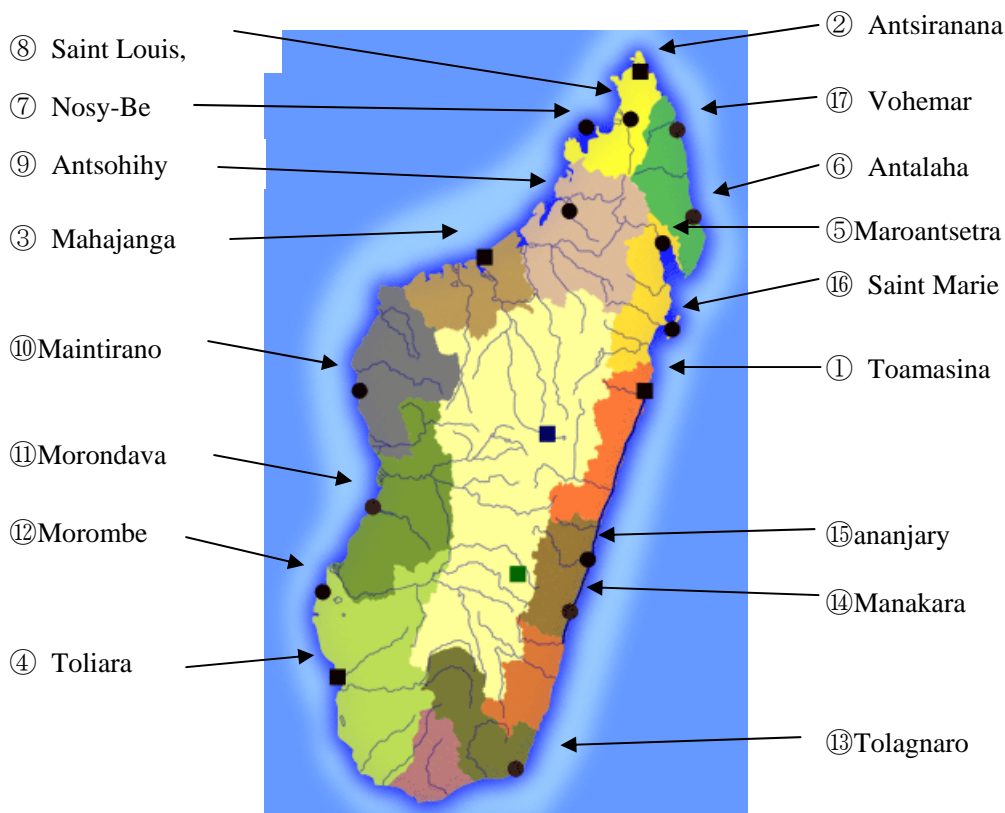 ⑧ Saint Louis,
⑦ Nosy-Be
⑨ Antsohihy
③ Mahajanga
⑩Maintirano
⑪Morondava
⑫Morombe
④ Toliara
② Antsiranana
⑰ Vohemar
⑥ Antalaha
⑤Maroantsetra
⑯ Saint Marie
① Toamasina
⑮ananjary
⑭Manakara
⑬Tolagnaro